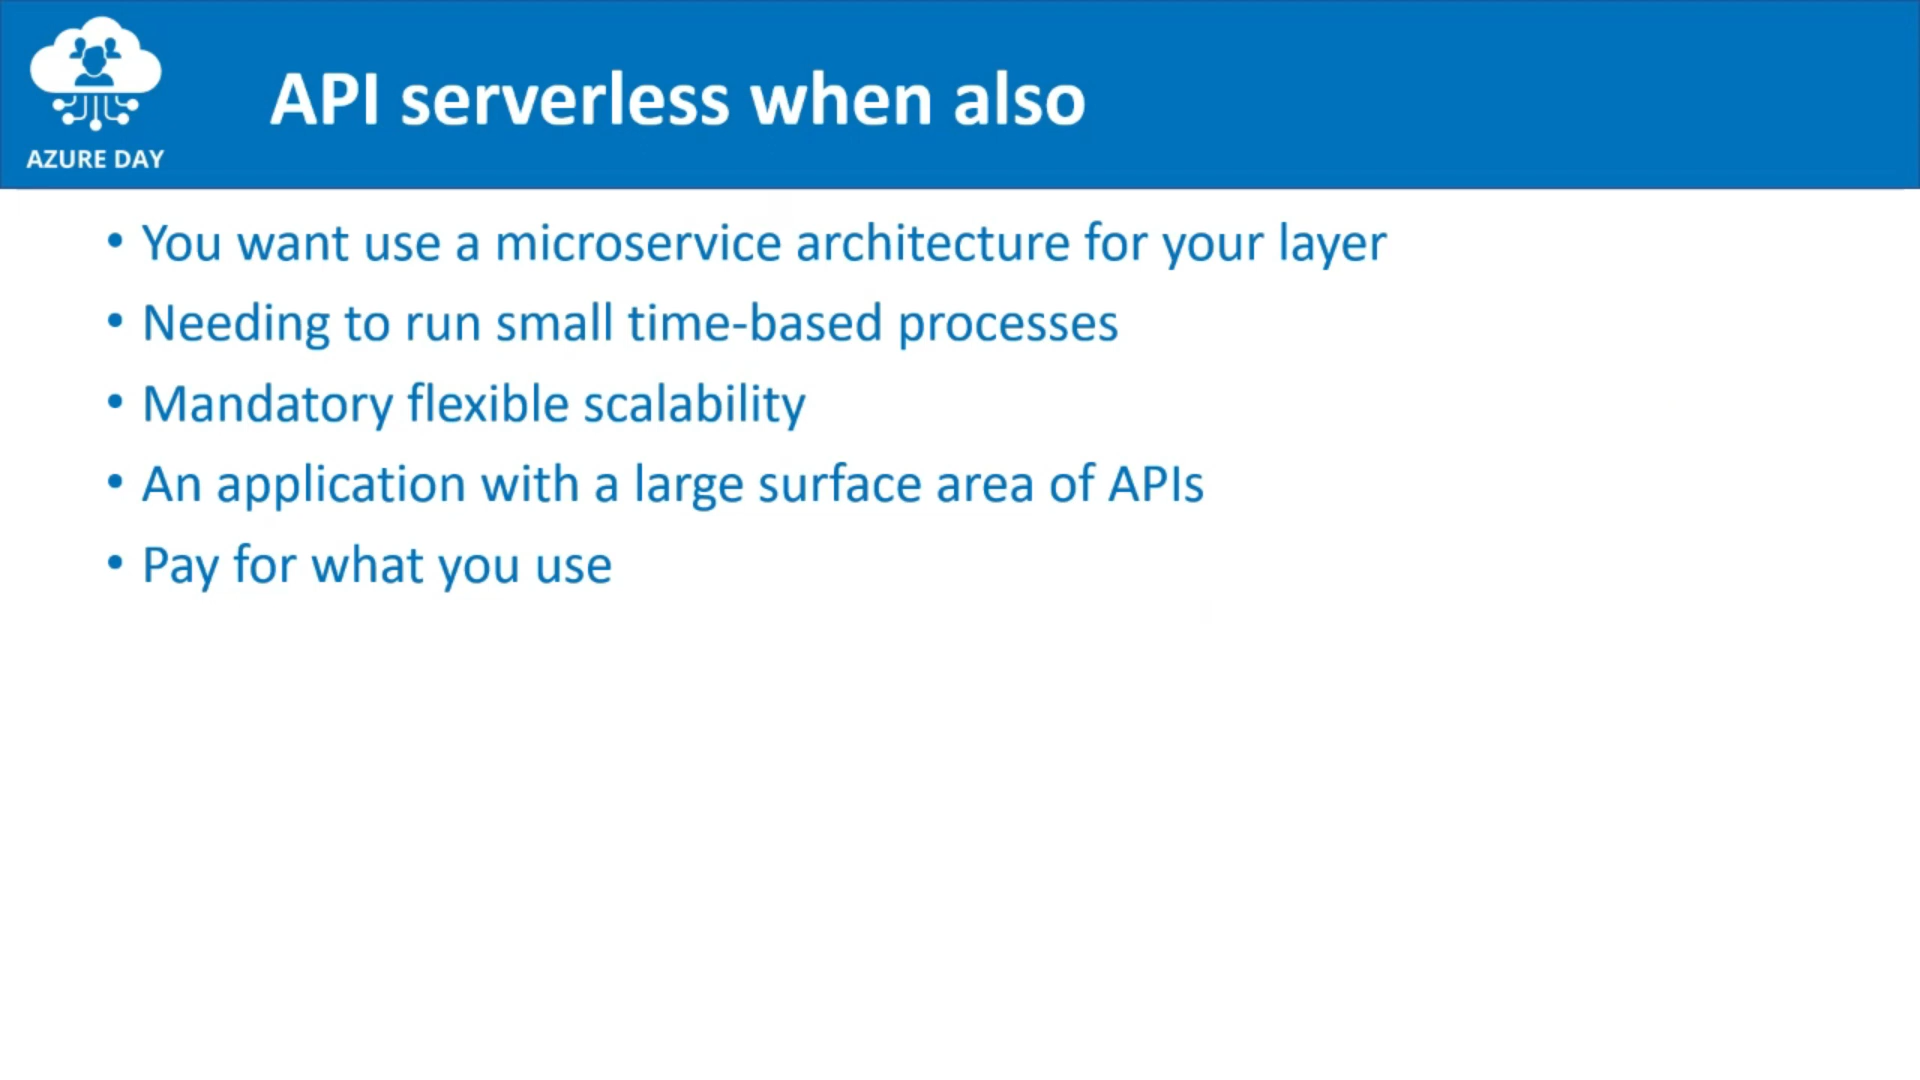 API serverless when also
AZURE DAY
• You want use a microservice architecture for your layer
• Needing to run small time-based processes
• Mandatory flexible scalability
• An application with a large surface area of APIs
• Pay for what you use